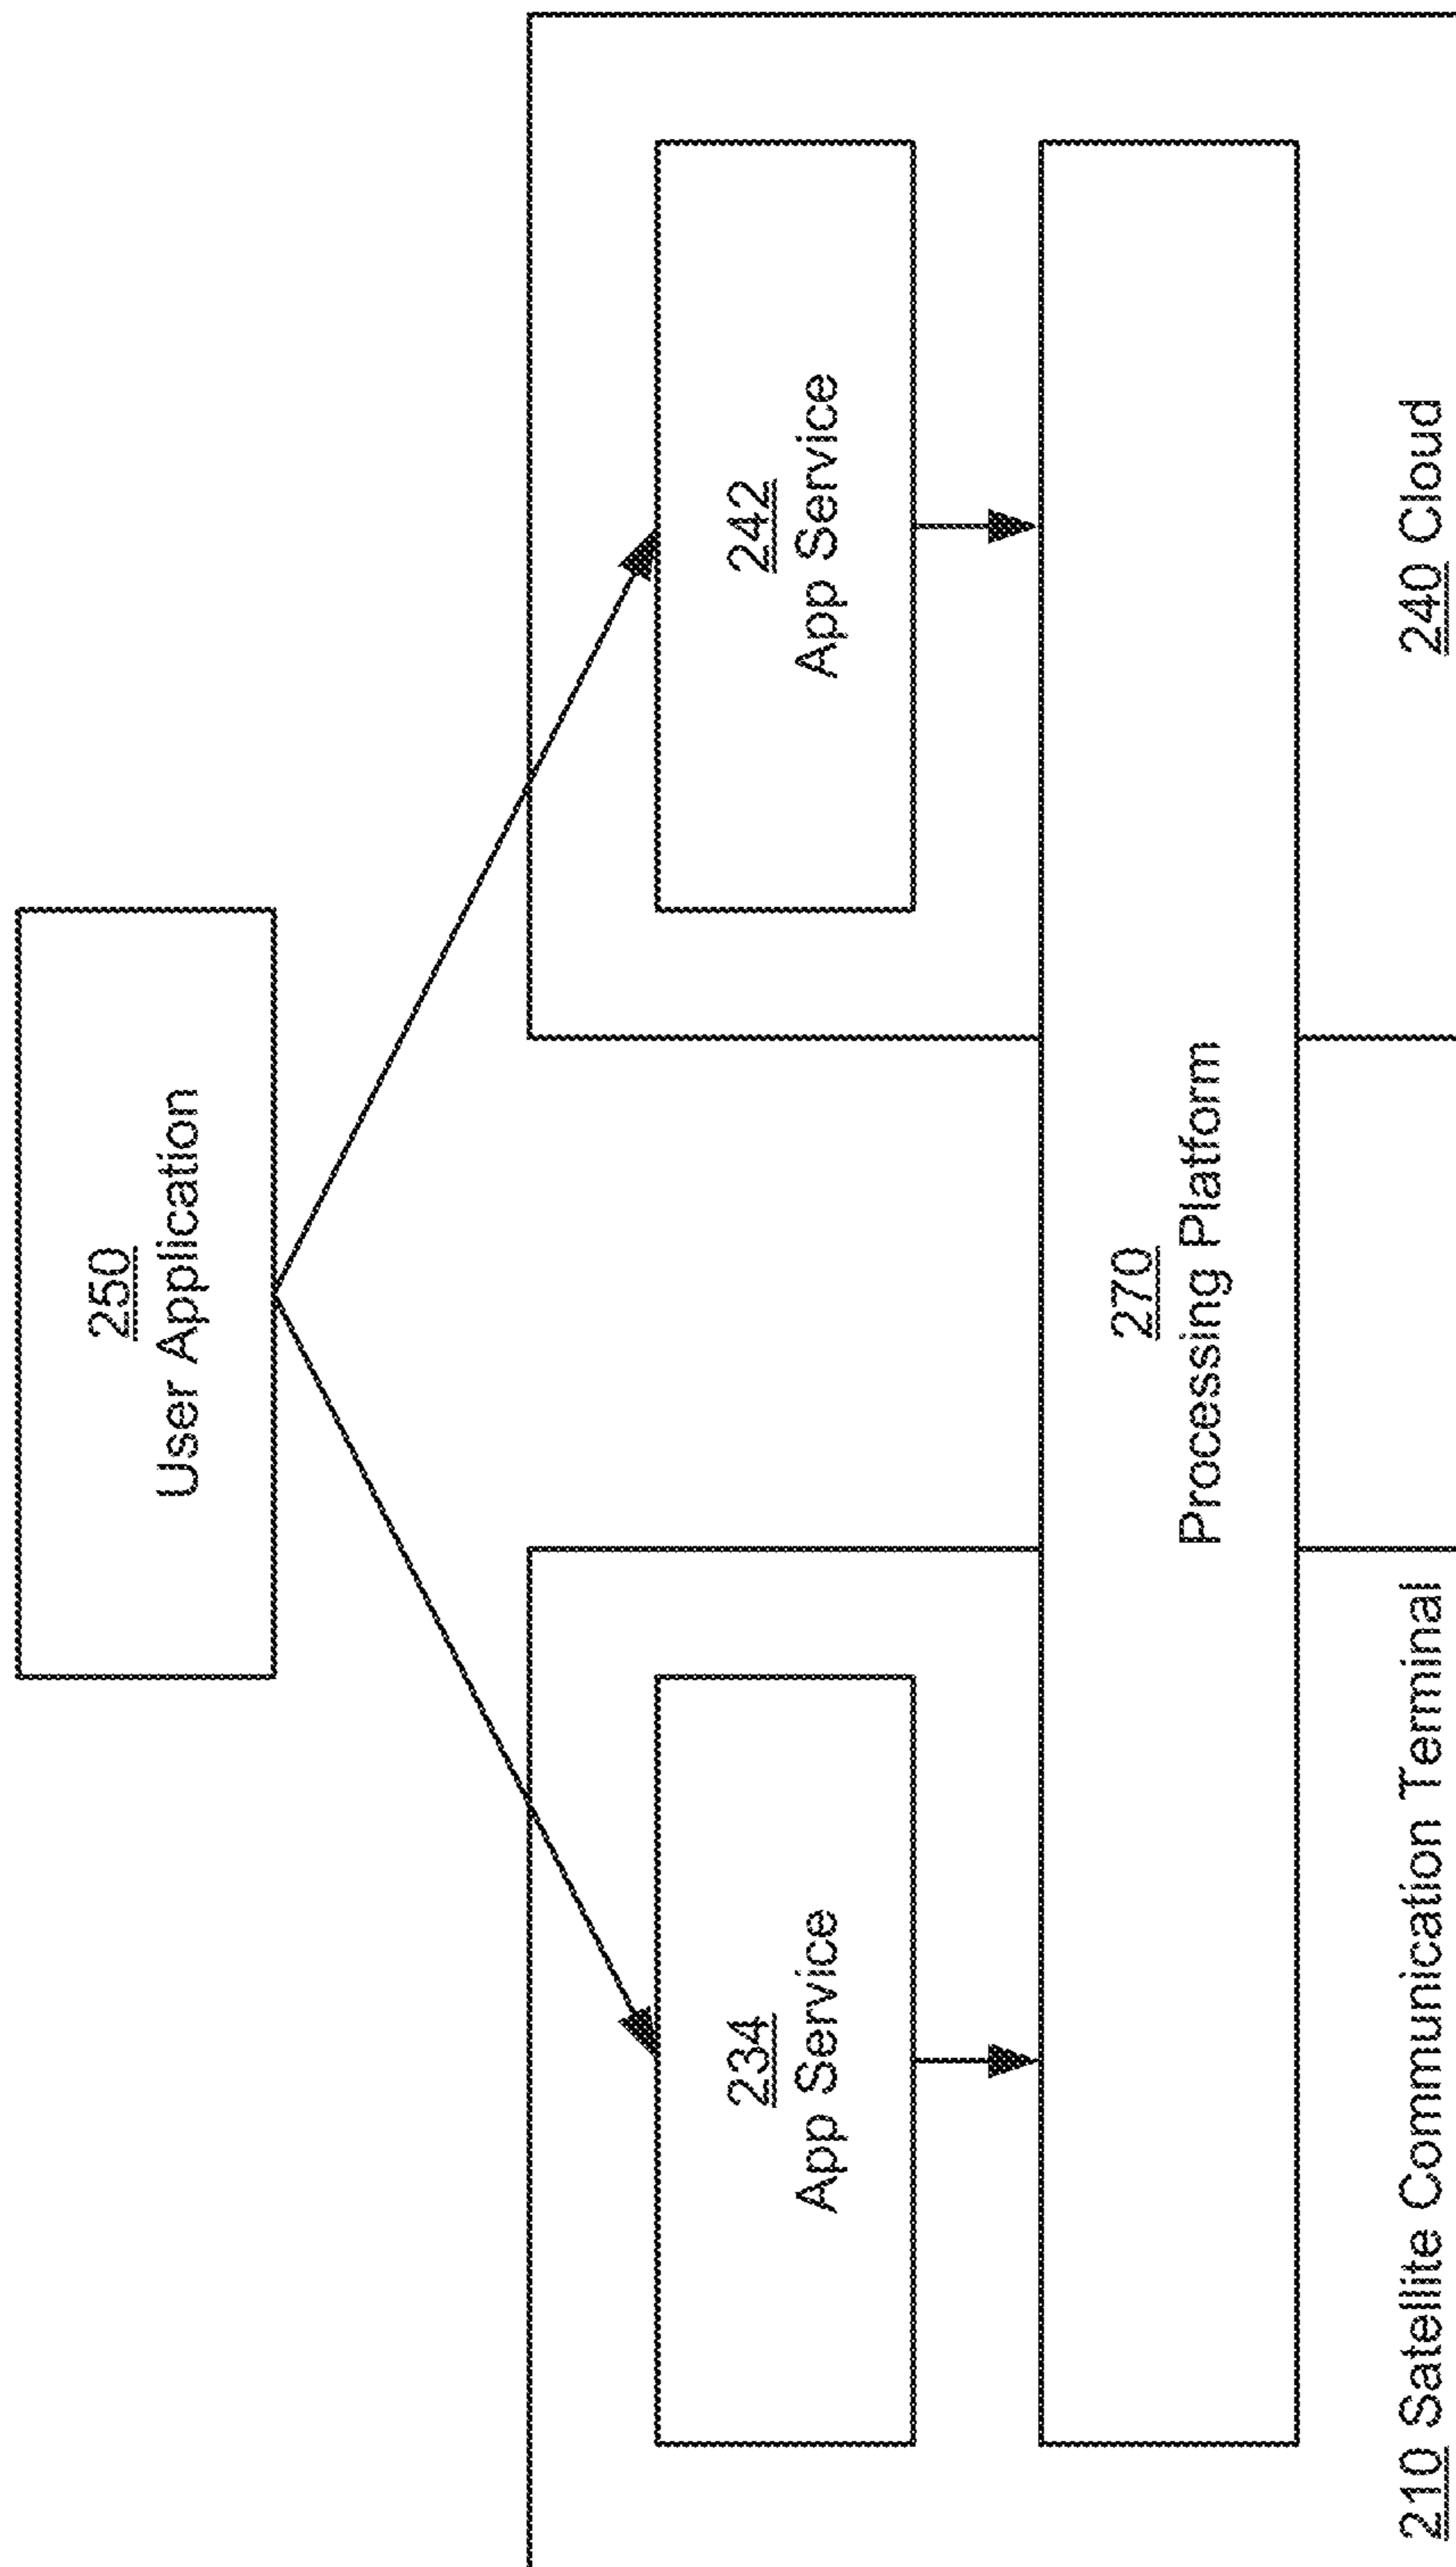 250
User Application
234
App Service
242
App Service
270
Processing Platform
210 Satellite Communication Terminal
240 Cloud